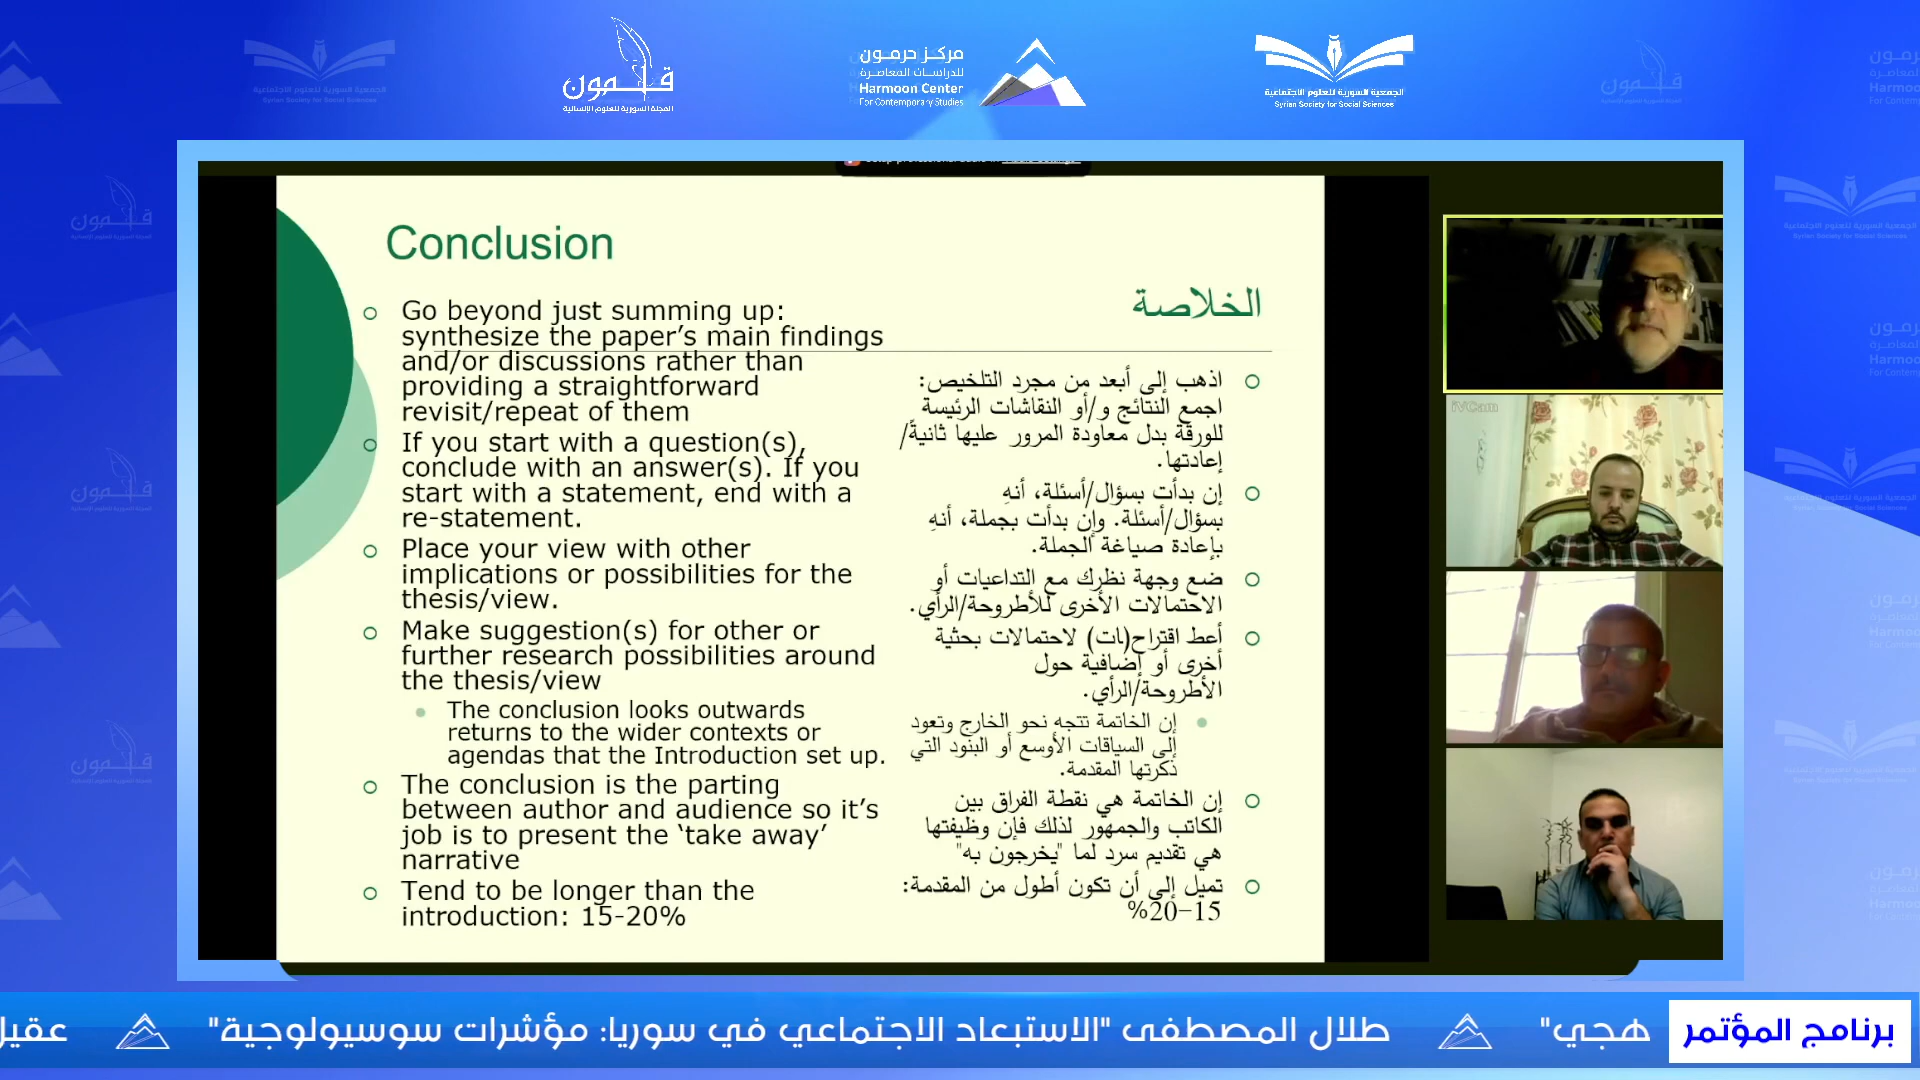 قلمون
المجلة السورية للعلوم الإنسانية
مركز حرمون
للدراسات المعاصرة
Harmoon Center
For Contemporary Studies
الجمعية السورية للعلوم الاجتماعية
Syrian Society for Social Sciences
Conclusion
Go beyond just summing up:
synthesize the paper’s main findings
and/or discussions rather than
providing a straightforward
revisit/repeat of them
If you start with a question(s),
conclude with an answer(s). If you
start with a statement, end with a
re-statement.
Place your view with other
implications or possibilities for the
thesis/view.
Make suggestion(s) for other or
further research possibilities around
the thesis/view
The conclusion looks outwards
returns to the wider contexts or
agendas that the Introduction set up.
The conclusion is the parting
between author and audience so it’s
job is to present the ‘take away’
narrative
Tend to be longer than the
introduction: 15-20%
الخلاصة
اذهب إلى أبعد من مجرد التلخيص:
اجمع النتائج و/أو النقاشات الرئيسة
للورقة بدل معاودة المرور عليها ثانيةً/
إعادتها.
إن بدأت بسؤال/أسئلة، أنهِ
بسؤال/أسئلة. وإن بدأت بجملة، أنهِ
بإعادة صياغة الجملة.
ضع وجهة نظرك مع التداعيات أو
الاحتمالات الأخرى للأطروحة/الرأي.
أعط اقتراح(ات) لاحتمالات بحثية
أخرى أو إضافية حول
الأطروحة/الرأي.
إن الخاتمة تتجه نحو الخارج وتعود
إلى السياقات الأوسع أو البنود التي
ذكرتها المقدمة.
إن الخاتمة هي نقطة الفراق بين
الكاتب والجمهور لذلك فإن وظيفتها
هي تقديم سرد لما "يخرجون به"
تميل إلى أن تكون أطول من المقدمة:
15–20%
iVCam
برنامج المؤتمر
هجي"
طلال المصطفى "الاستبعاد الاجتماعي في سوريا: مؤشرات سوسيولوجية"
عقيل